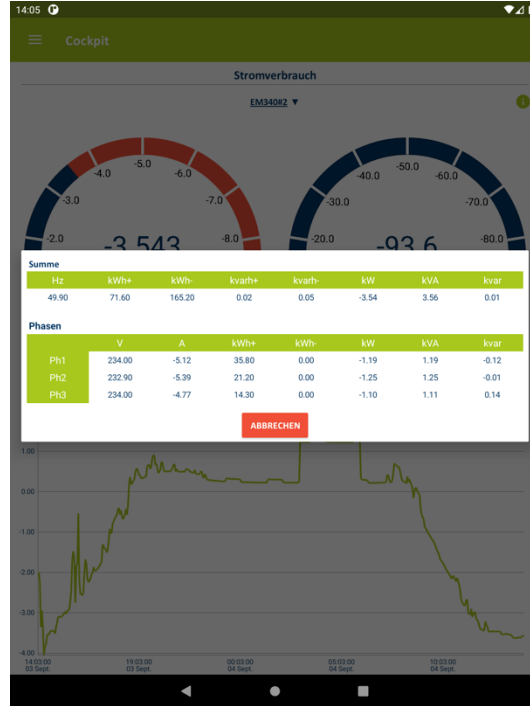 14:05
Cockpit
Stromverbrauch
EM340#2 ▼
-2.0 -3.0 -4.0 -5.0 -6.0 -7.0 -8.0
-3.543
-20.0 -30.0 -40.0 -50.0 -60.0 -70.0 -80.0
-93.6
Summe
Hz kWh+ kWh- kvarh+ kvarh- kW kVA kvar
49.90 71.60 165.20 0.02 0.05 -3.54 3.56 0.01
Phasen
V A kWh+ kWh- kW kVA kvar
Ph1 234.00 -5.12 35.80 0.00 -1.19 1.19 -0.12
Ph2 232.90 -5.39 21.20 0.00 -1.25 1.25 -0.01
Ph3 234.00 -4.77 14.30 0.00 -1.10 1.11 0.14
ABBRECHEN
1.00
0.00
-1.00
-2.00
-3.00
-4.00
14:03:00 19:03:00 00:03:00 05:03:00 10:03:00
03 Sept. 03 Sept. 04 Sept. 04 Sept. 04 Sept.